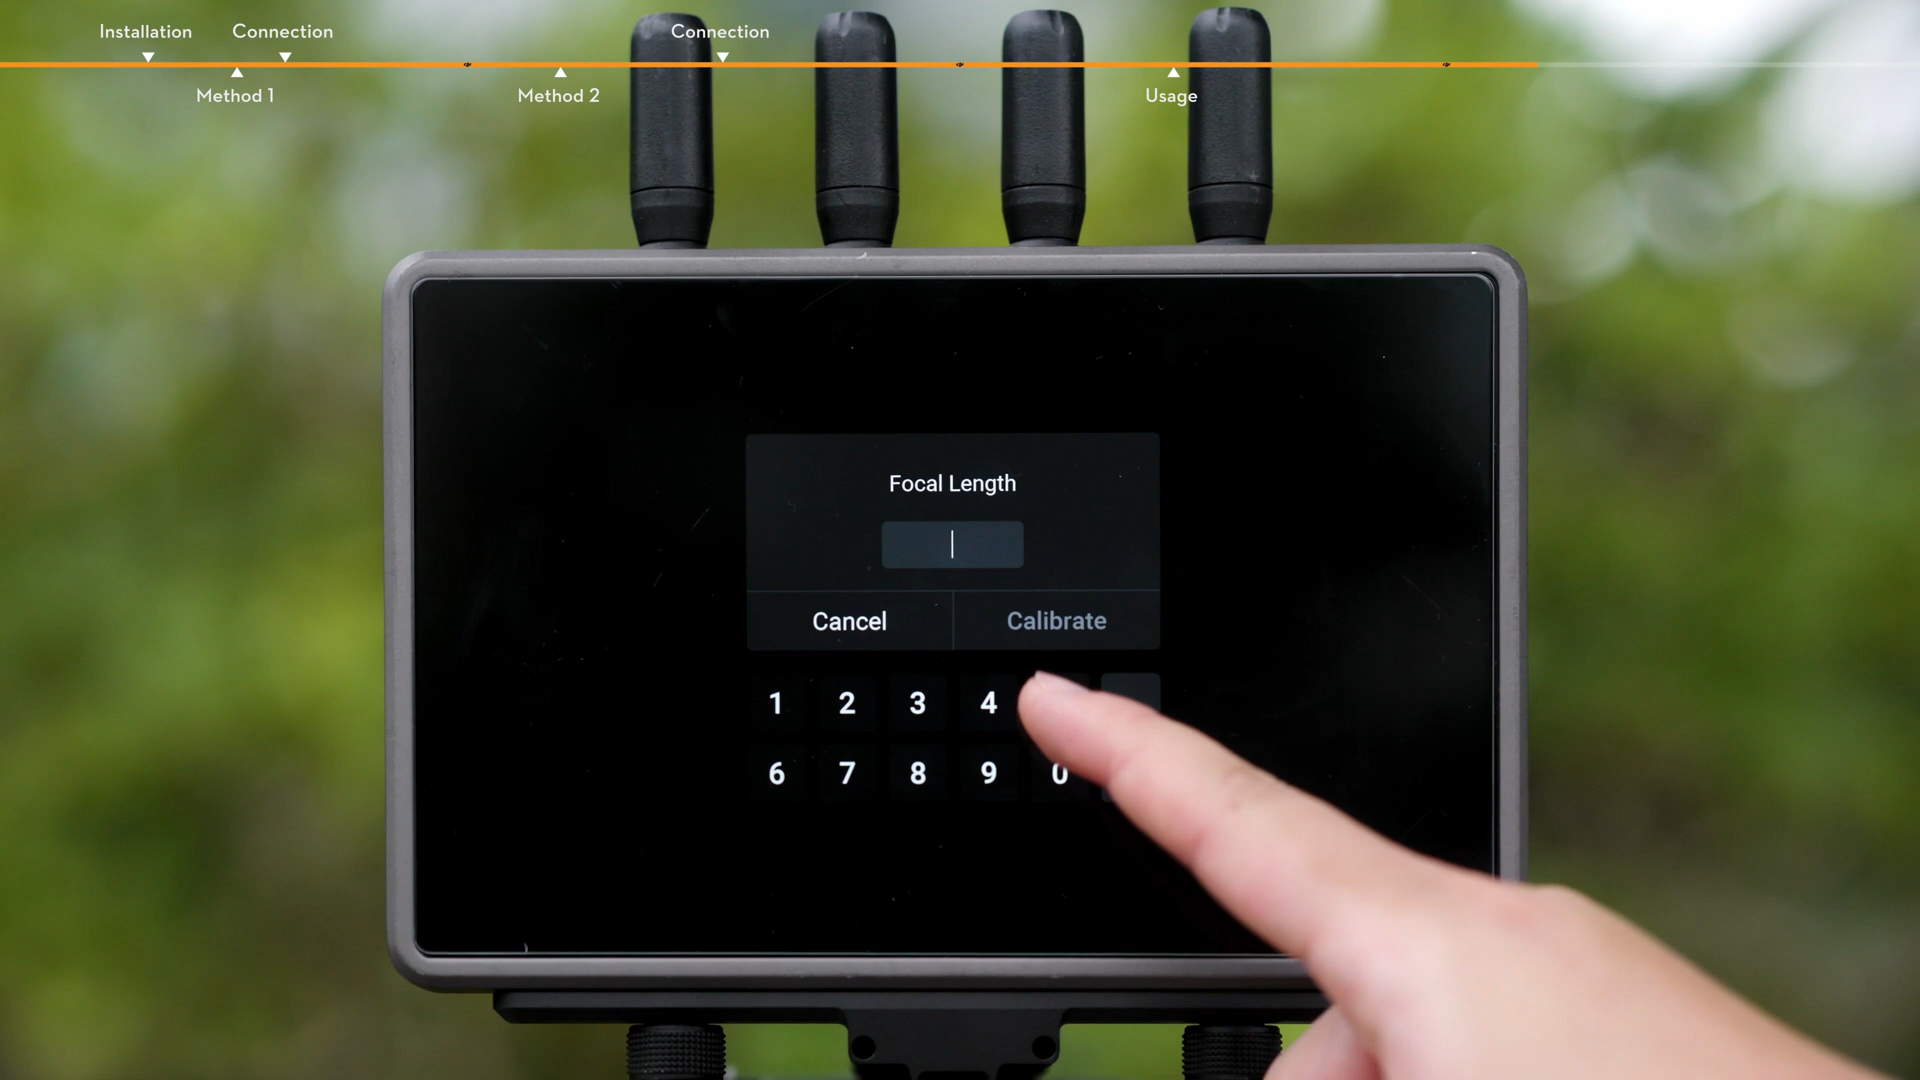 Installation
Connection
Connection
Method 1
Method 2
Usage
Focal Length
Cancel
Calibrate
1 2 3 4
6 7 8 9 0